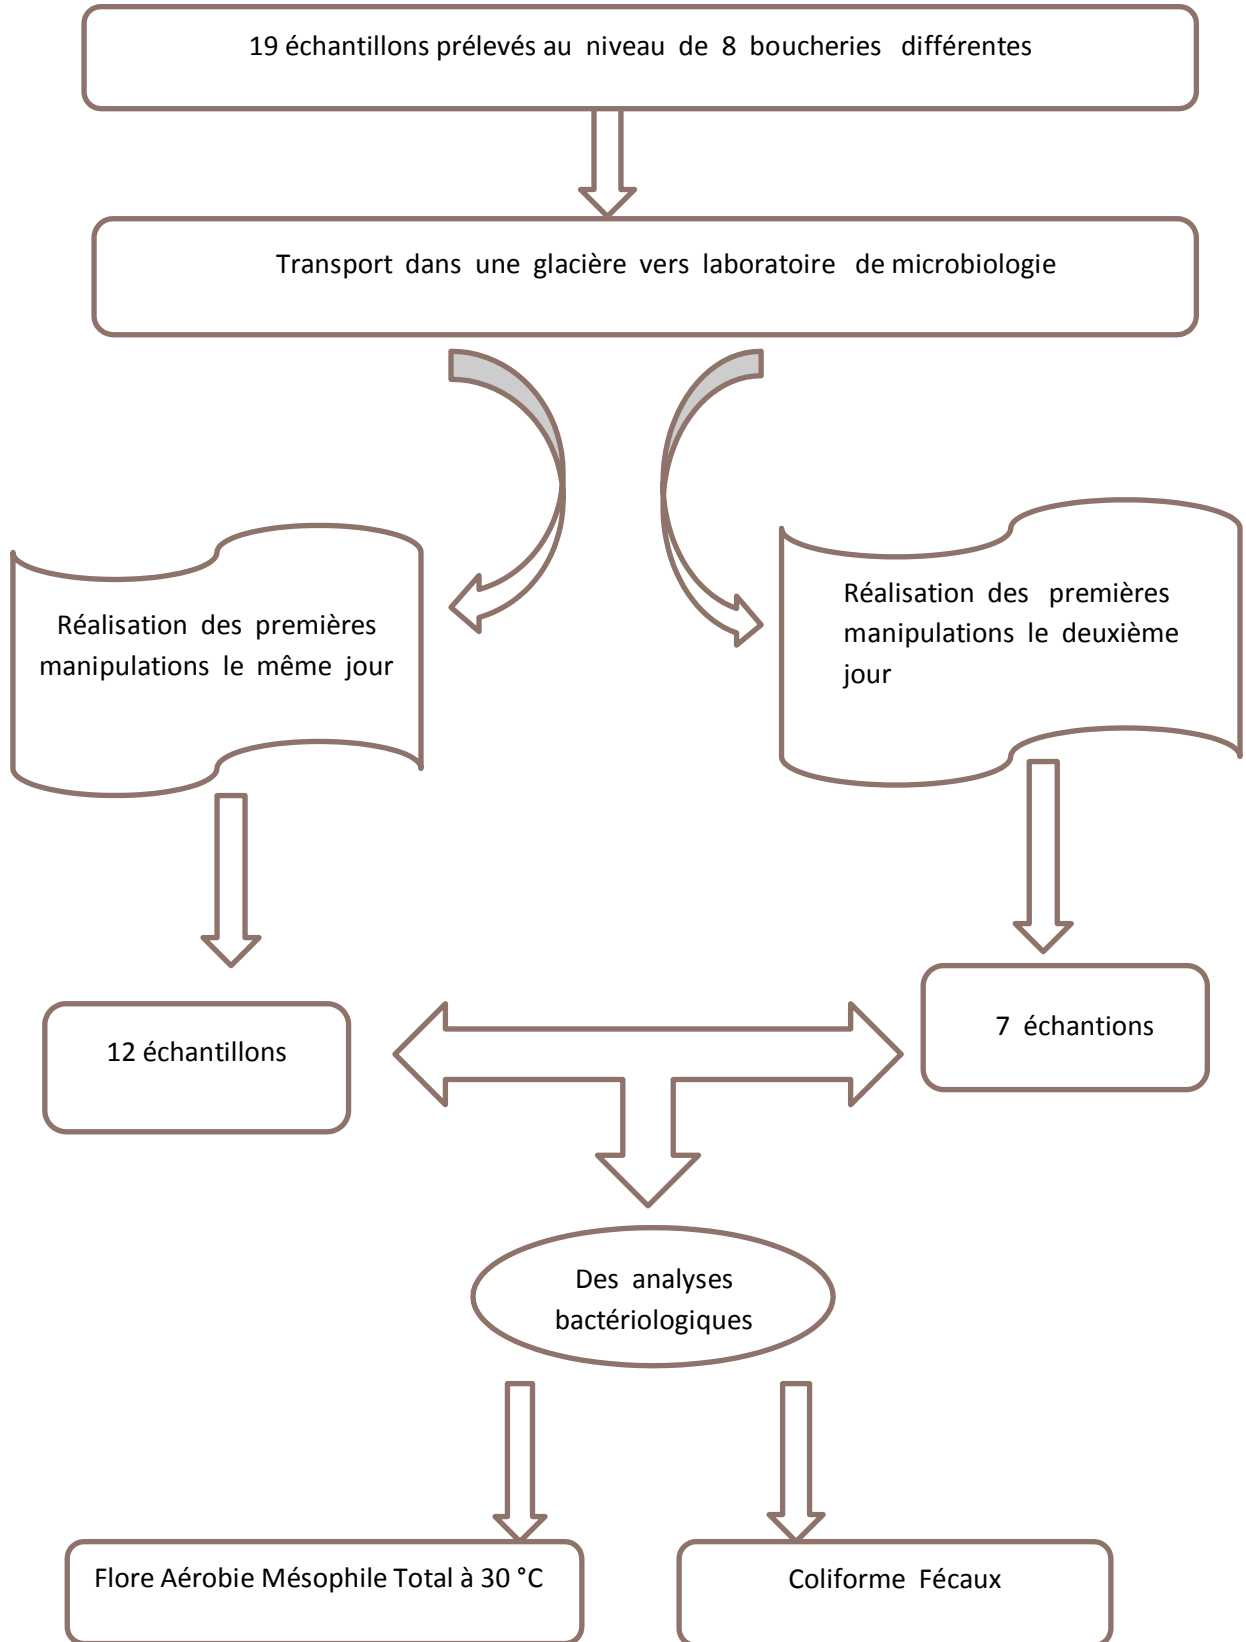 19 échantillons prélevés au niveau de 8 boucheries différentes
Transport dans une glacière vers laboratoire de microbiologie
Réalisation des premières
manipulations le même jour
Réalisation des premières
manipulations le deuxième
jour
12 échantillons
7 échantions
Des analyses
bactériologiques
Flore Aérobie Mésophile Total à 30 °C
Coliforme Fécaux